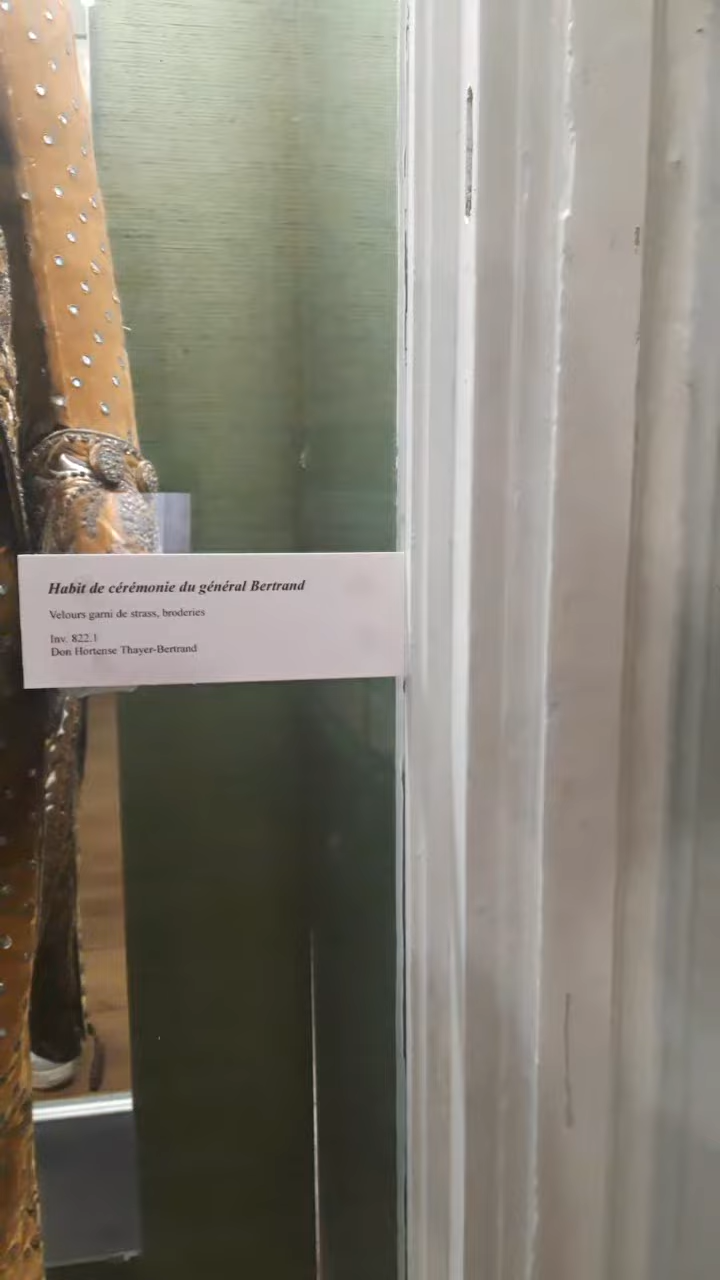 Habit de cérémonie du général Bertrand
Velours garni de strass, broderies
Inv. 822.1
Don Hortense Thayer-Bertrand